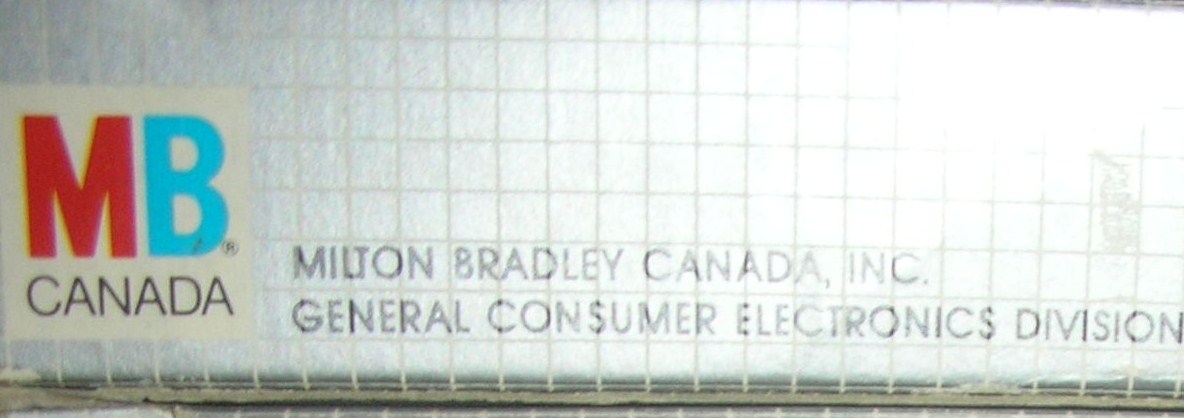 MB®
CANADA
MILTON BRADLEY CANADA, INC.
GENERAL CONSUMER ELECTRONICS DIVISION